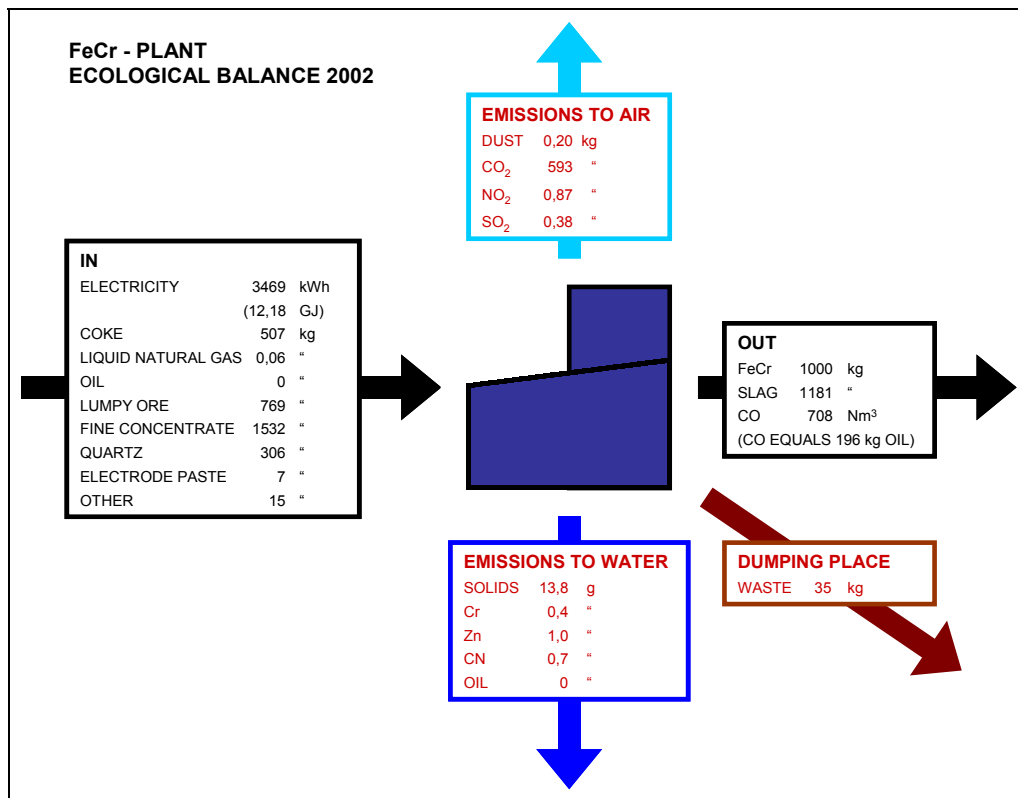 FeCr - PLANT
ECOLOGICAL BALANCE 2002
EMISSIONS TO AIR
DUST 0,20 kg
CO₂ 593 “
NO₂ 0,87 “
SO₂ 0,38 “
IN
ELECTRICITY 3469 kWh
(12,18 GJ)
COKE 507 kg
LIQUID NATURAL GAS 0,06 “
OIL 0 “
LUMPY ORE 769 “
FINE CONCENTRATE 1532 “
QUARTZ 306 “
ELECTRODE PASTE 7 “
OTHER 15 “
OUT
FeCr 1000 kg
SLAG 1181 “
CO 708 Nm³
(CO EQUALS 196 kg OIL)
EMISSIONS TO WATER
SOLIDS 13,8 g
Cr 0,4 “
Zn 1,0 “
CN 0,7 “
OIL 0 “
DUMPING PLACE
WASTE 35 kg